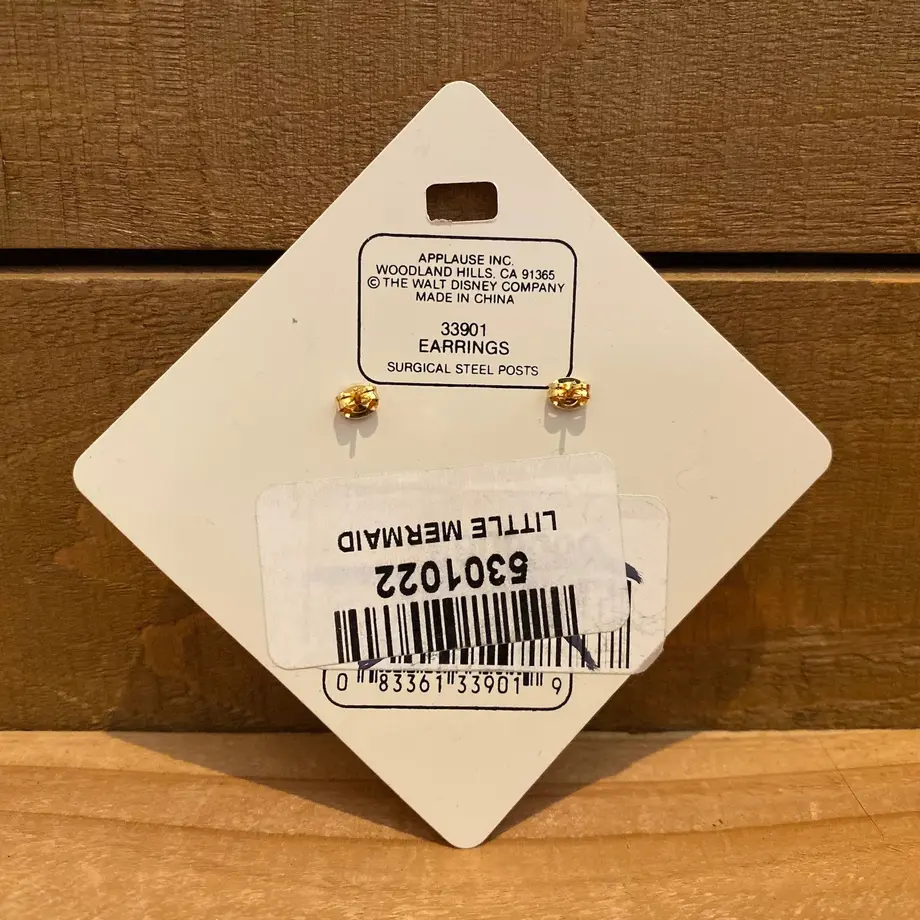 APPLAUSE INC.
WOODLAND HILLS, CA 91365
© THE WALT DISNEY COMPANY
MADE IN CHINA
33901
EARRINGS
SURGICAL STEEL POSTS
LITTLE MERMAID
5301022
0 83361 33901 9